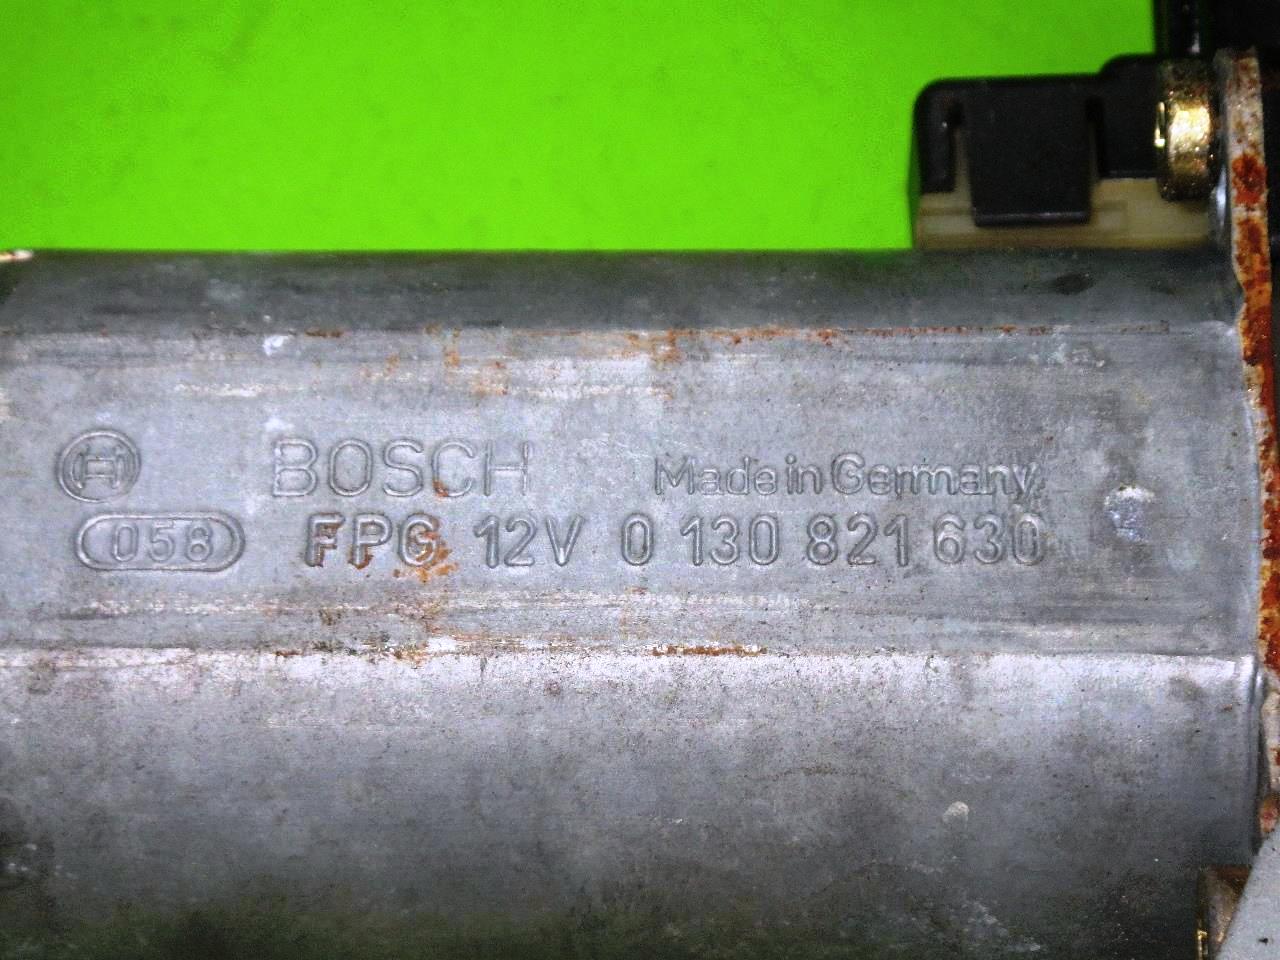 BOSCH Made in Germany
058 FPG 12V 0 130 821 630